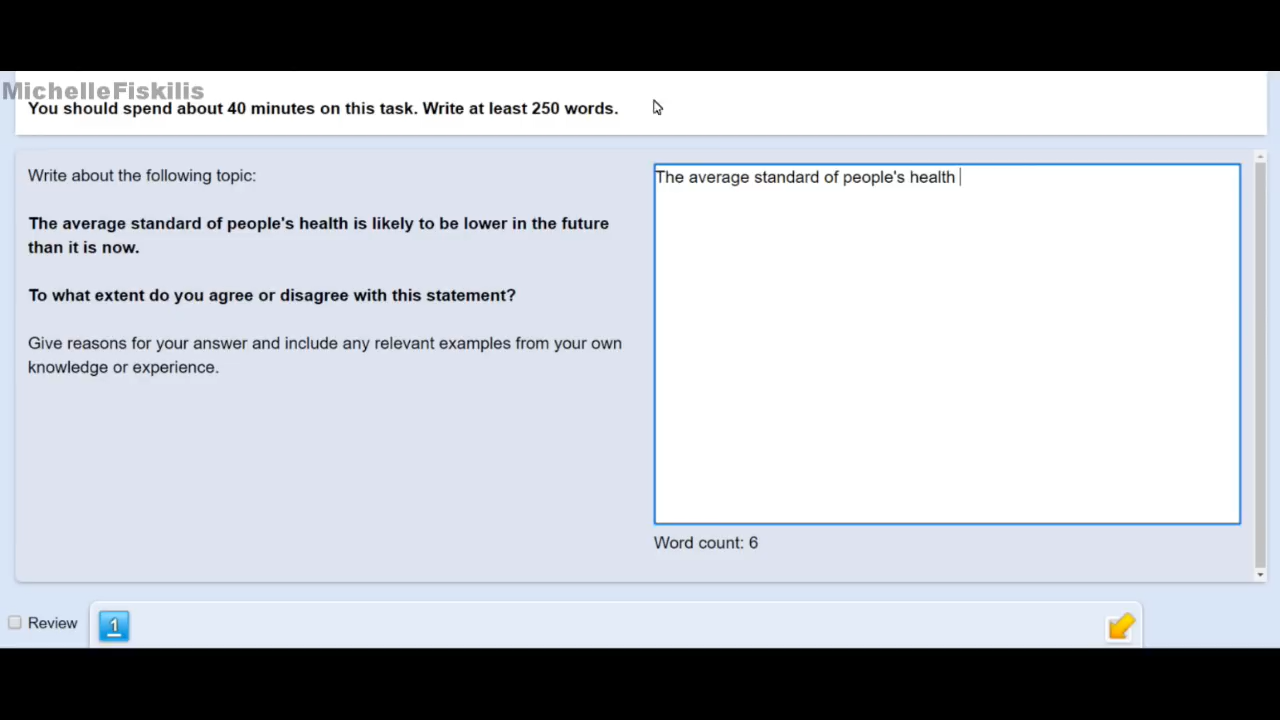 MichelleFiskilis
You should spend about 40 minutes on this task. Write at least 250 words.
Write about the following topic:
The average standard of people's health is likely to be lower in the future
than it is now.
To what extent do you agree or disagree with this statement?
Give reasons for your answer and include any relevant examples from your own
knowledge or experience.
The average standard of people's health
Word count: 6
Review
1